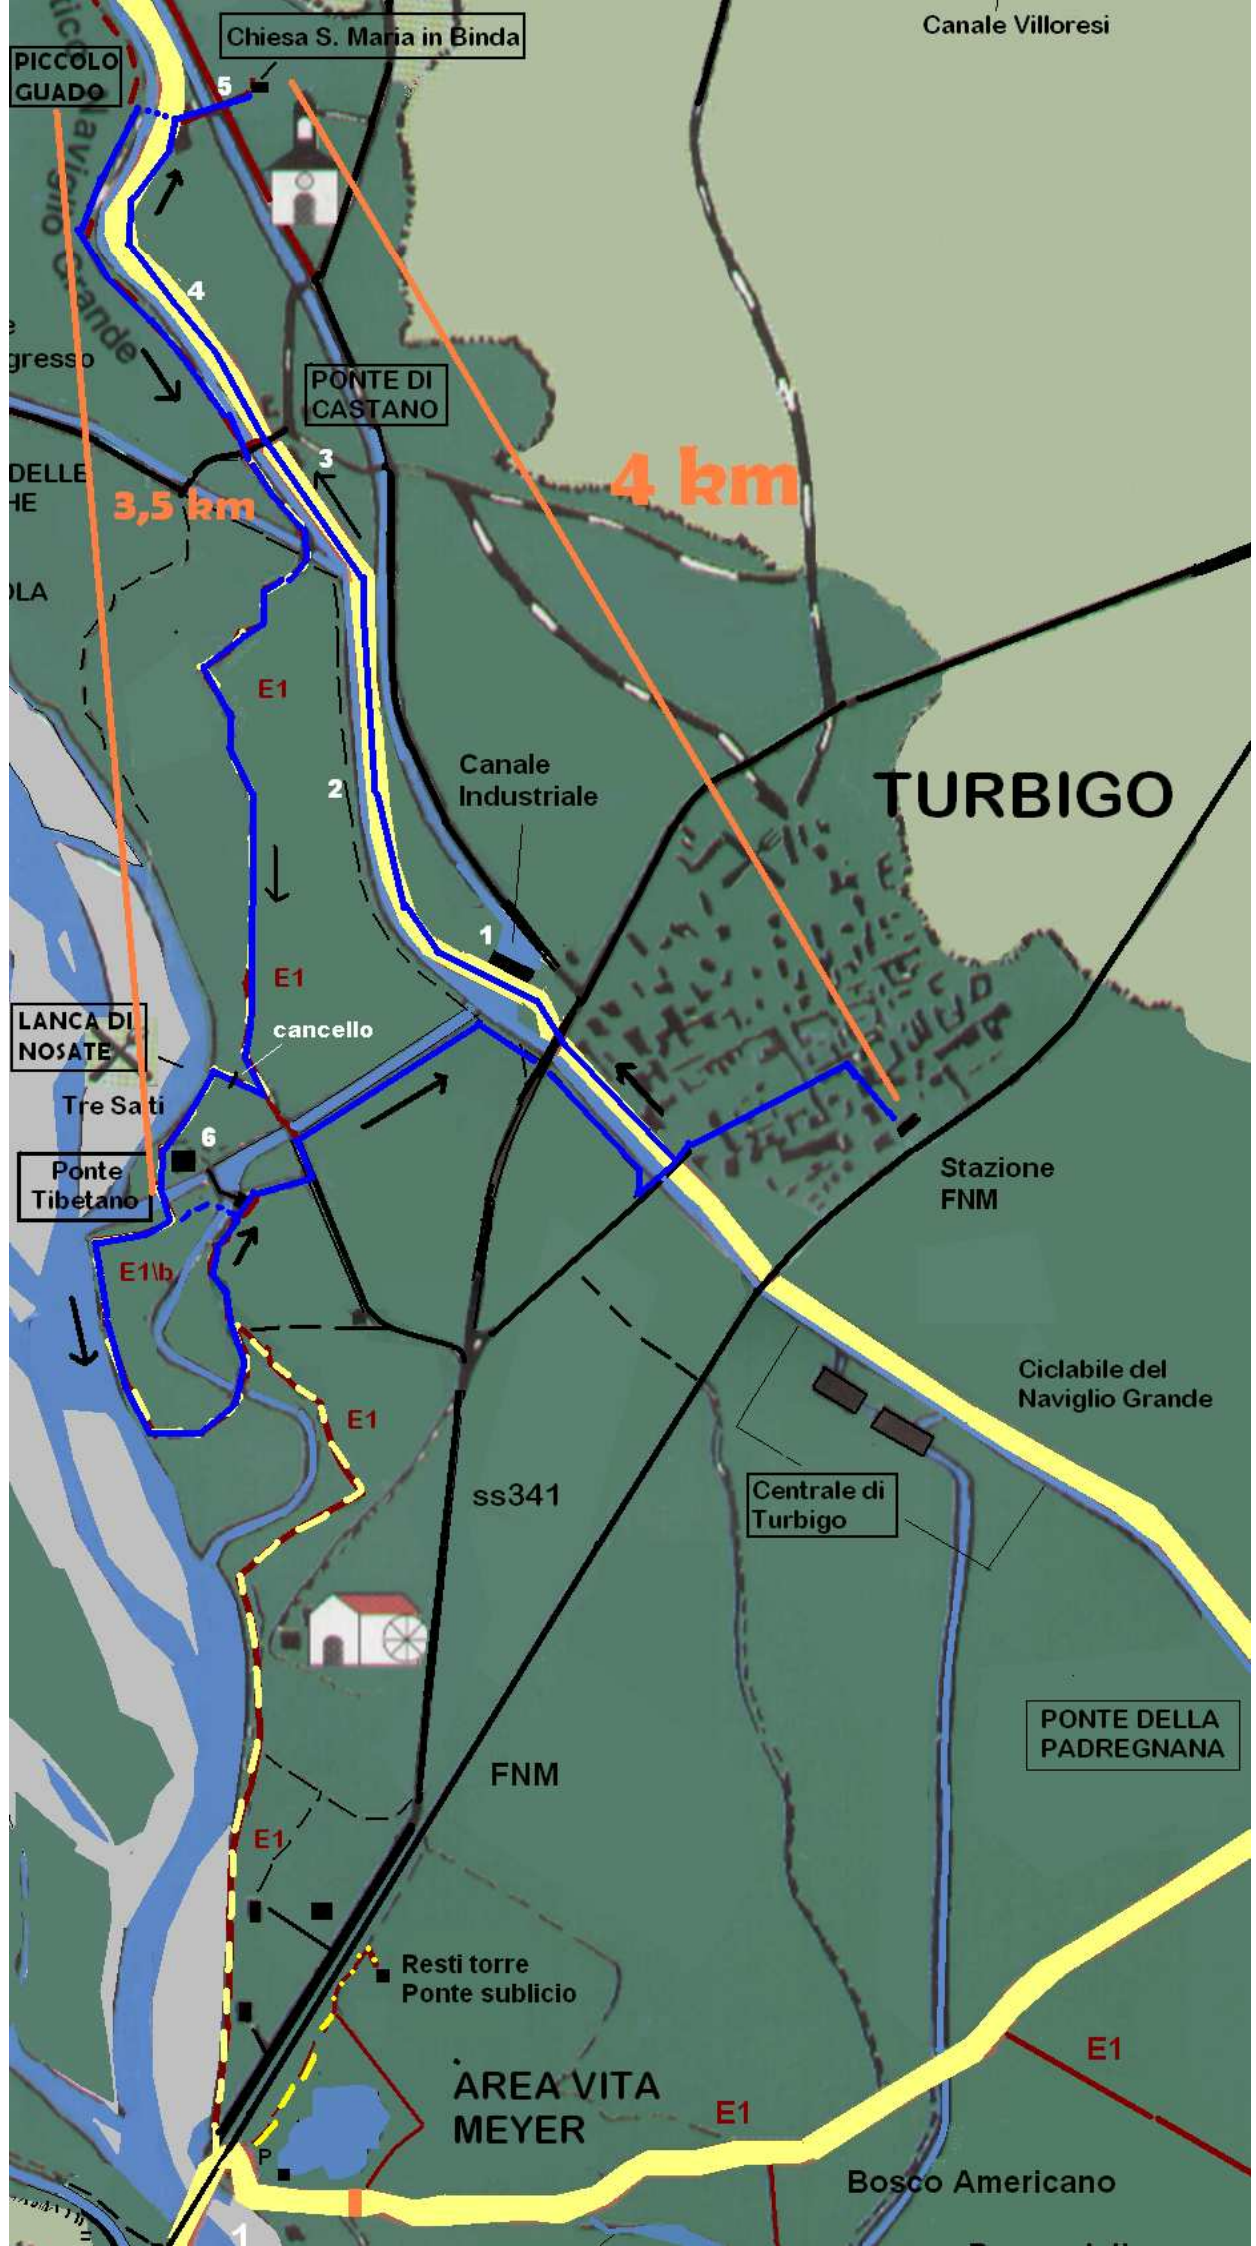 Canale Villoresi
Chiesa S. Maria in Binda
PICCOLO
GUADO
5
Naviglio Grande
4
gresso
PONTE DI
CASTANO
3
DELLE
HE
3,5 km
4 km
OLA
E1
2
Canale
Industriale
TURBIGO
1
E1
LANCA DI
NOSATE
cancello
Tre Salti
6
Ponte
Tibetano
Stazione
FNM
E1\b
Ciclabile del
Naviglio Grande
E1
ss341
Centrale di
Turbigo
PONTE DELLA
PADREGNANA
FNM
E1
Resti torre
Ponte sublicio
E1
AREA VITA
MEYER
E1
P
Bosco Americano
1